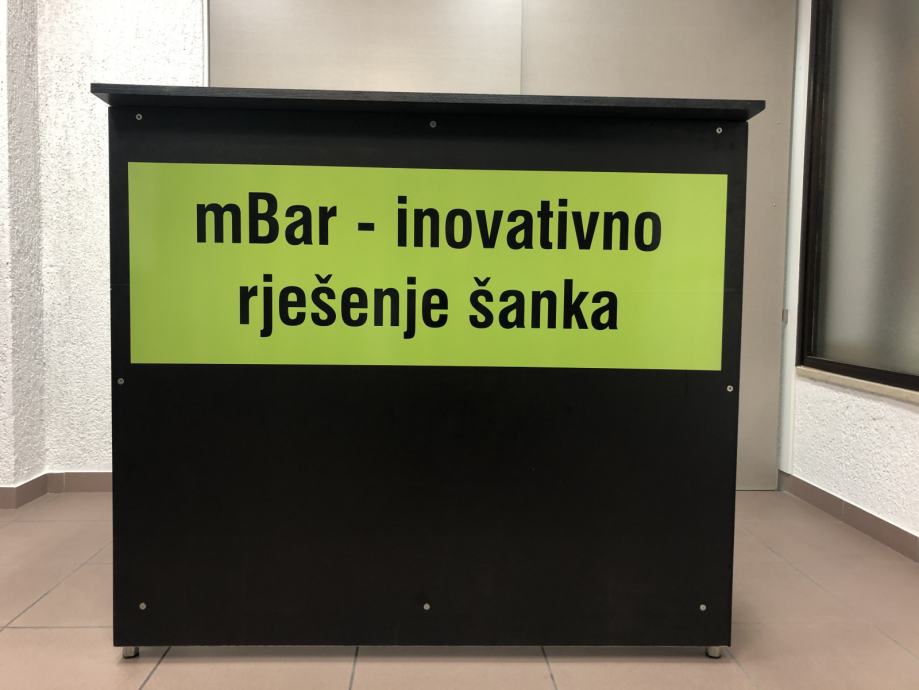 mBar - inovativno
rješenje šanka